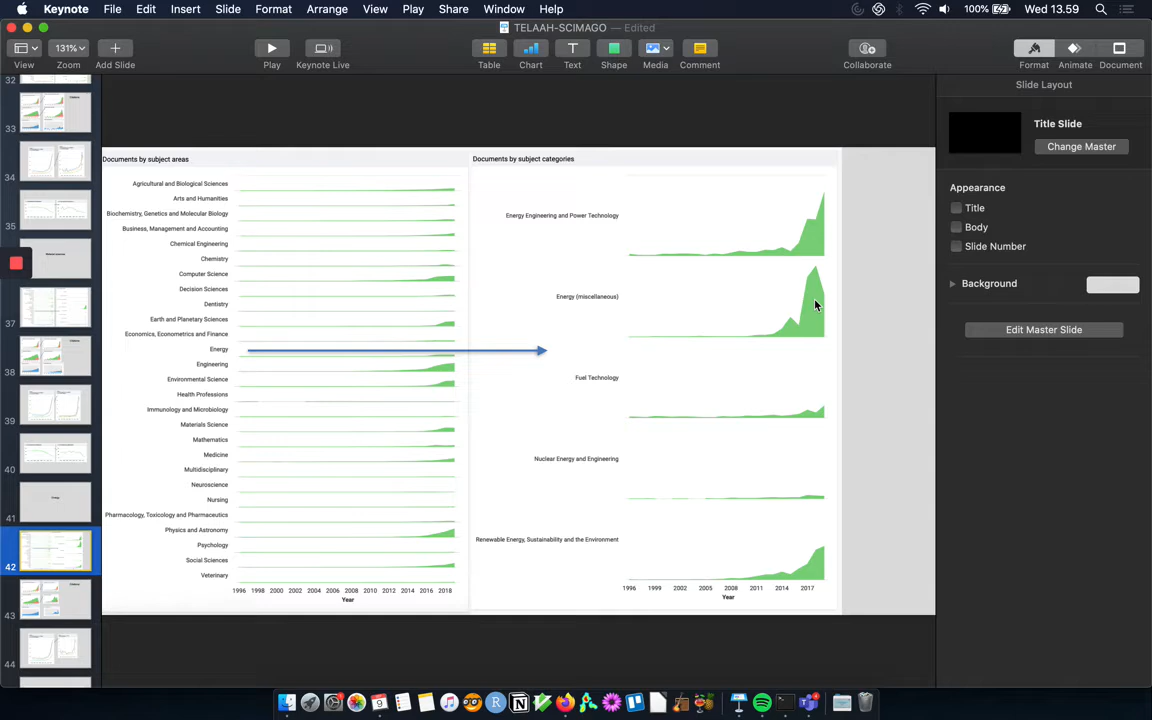 Keynote File Edit Insert Slide Format Arrange View Play Share Window Help 100% Wed 13.59
TELAAH-SCIMAGO — Edited
131%
View Zoom Add Slide Play Keynote Live Table Chart Text Shape Media Comment Collaborate Format Animate Document
Slide Layout
Title Slide
Change Master
Appearance
Title
Body
Slide Number
Background
Edit Master Slide
32
33
34
35
36
37
38
39
40
41
42
43
44
Documents by subject areas
Agricultural and Biological Sciences
Arts and Humanities
Biochemistry, Genetics and Molecular Biology
Business, Management and Accounting
Chemical Engineering
Chemistry
Computer Science
Decision Sciences
Dentistry
Earth and Planetary Sciences
Economics, Econometrics and Finance
Energy
Engineering
Environmental Science
Health Professions
Immunology and Microbiology
Materials Science
Mathematics
Medicine
Multidisciplinary
Neuroscience
Nursing
Pharmacology, Toxicology and Pharmaceutics
Physics and Astronomy
Psychology
Social Sciences
Veterinary
1996 1998 2000 2002 2004 2006 2008 2010 2012 2014 2016 2018
Year
Documents by subject categories
Energy Engineering and Power Technology
Energy (miscellaneous)
Fuel Technology
Nuclear Energy and Engineering
Renewable Energy, Sustainability and the Environment
1996 1999 2002 2005 2008 2011 2014 2017
Year